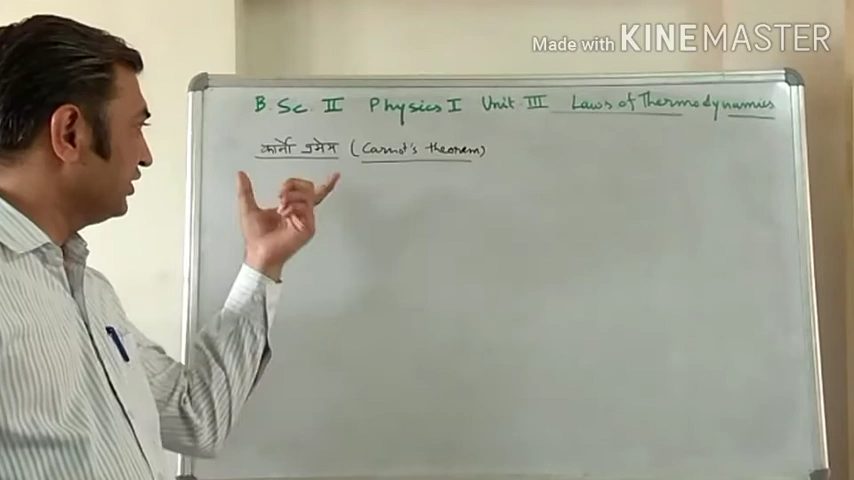 Made with KINEMASTER
B.Sc. II Physics I Unit III Laws of Thermodynamics
कार्नो प्रमेय (Carnot's theorem)